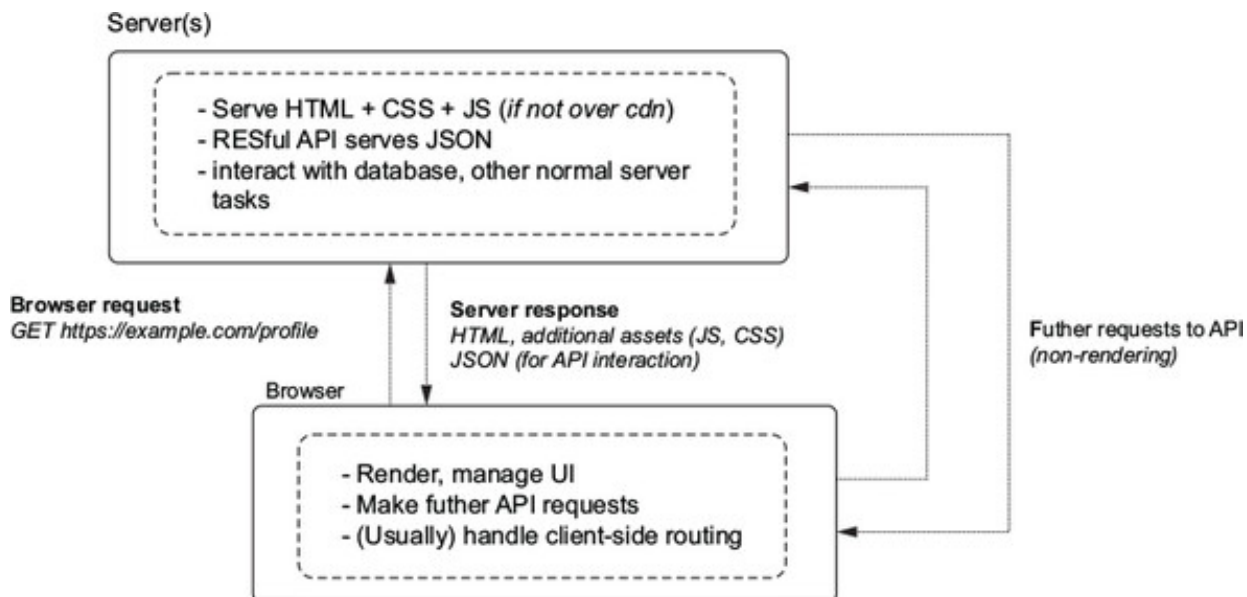 Server(s)
- Serve HTML + CSS + JS (if not over cdn)
- RESful API serves JSON
- interact with database, other normal server
tasks
Browser request
GET https://example.com/profile
Server response
HTML, additional assets (JS, CSS)
JSON (for API interaction)
Futher requests to API
(non-rendering)
Browser
- Render, manage UI
- Make futher API requests
- (Usually) handle client-side routing